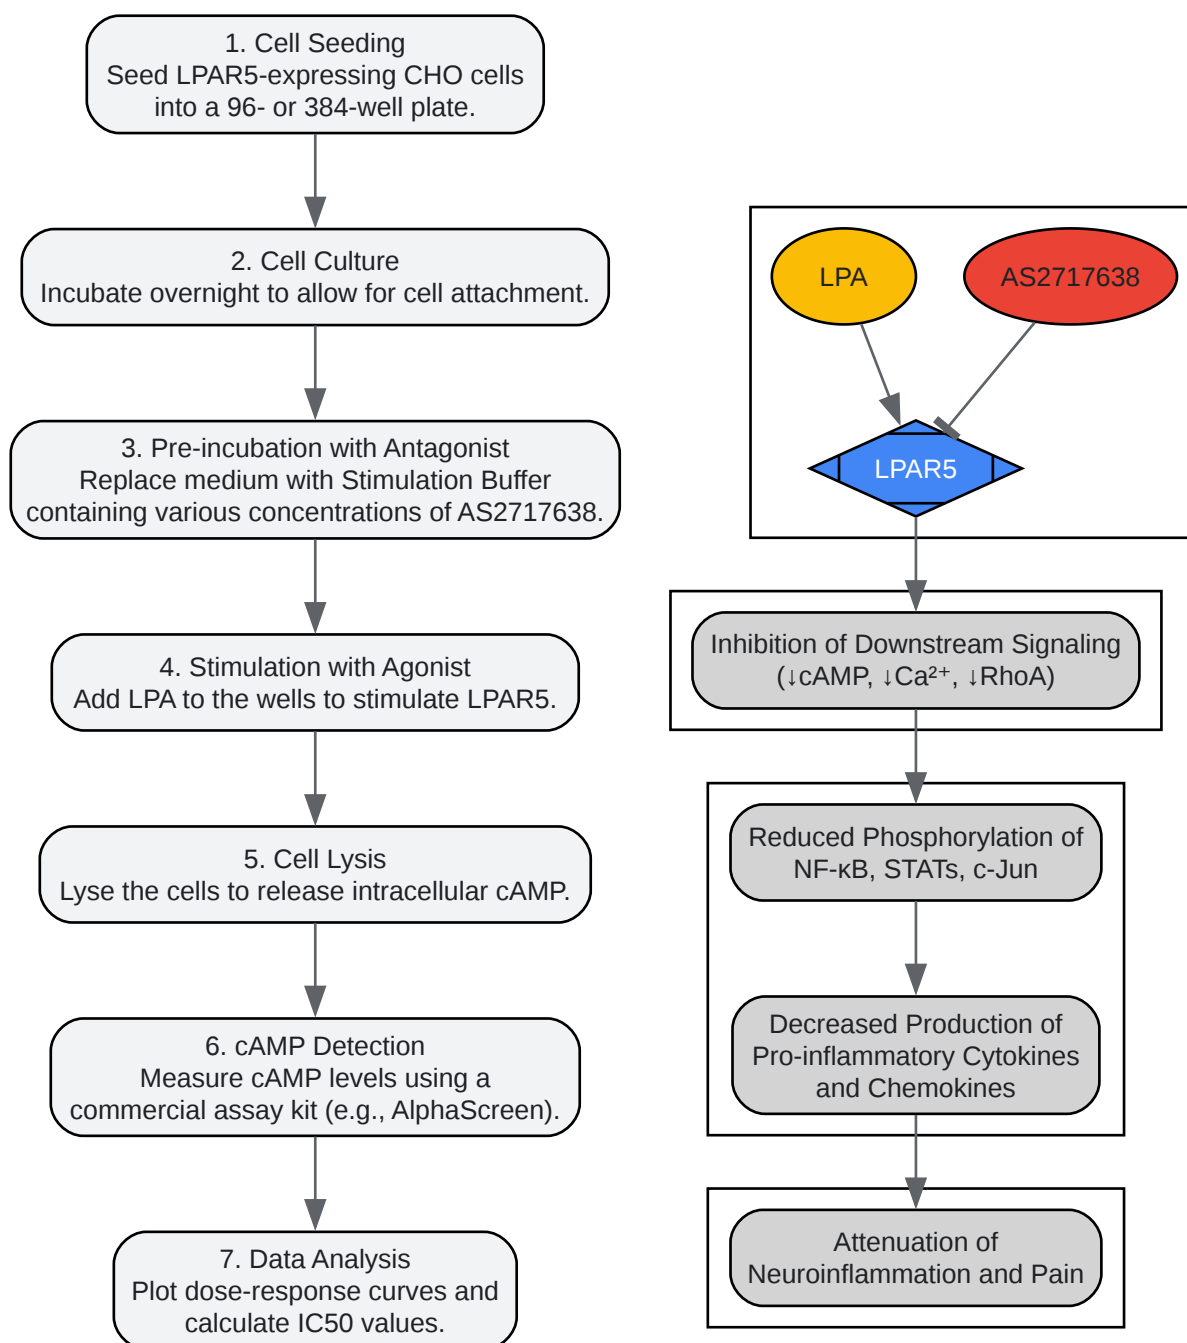 1. Cell Seeding
Seed LPAR5-expressing CHO cells
into a 96- or 384-well plate.
2. Cell Culture
Incubate overnight to allow for cell attachment.
3. Pre-incubation with Antagonist
Replace medium with Stimulation Buffer
containing various concentrations of AS2717638.
4. Stimulation with Agonist
Add LPA to the wells to stimulate LPAR5.
5. Cell Lysis
Lyse the cells to release intracellular cAMP.
6. cAMP Detection
Measure cAMP levels using a
commercial assay kit (e.g., AlphaScreen).
7. Data Analysis
Plot dose-response curves and
calculate IC50 values.
LPA
AS2717638
LPAR5
Inhibition of Downstream Signaling
(↓cAMP, ↓Ca²⁺, ↓RhoA)
Reduced Phosphorylation of
NF-κB, STATs, c-Jun
Decreased Production of
Pro-inflammatory Cytokines
and Chemokines
Attenuation of
Neuroinflammation and Pain